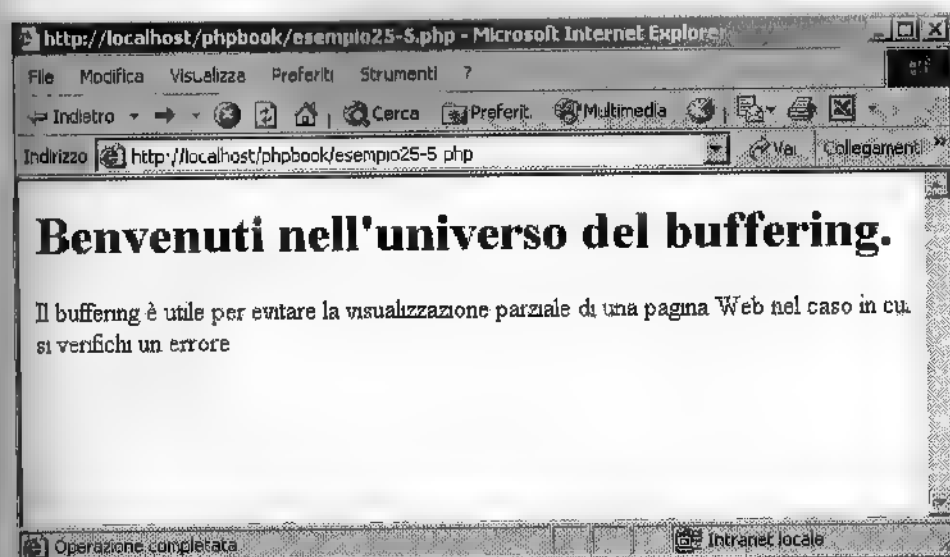 http://localhost/phpbook/esempio25-5.php - Microsoft Internet Explorer
File Modifica Visualizza Preferiti Strumenti ?
Indietro Cerca Preferit. Multimedia
Indirizzo http://localhost/phpbook/esempio25-5 php Vai Collegamenti »
Benvenuti nell'universo del buffering.
Il buffering è utile per evitare la visualizzazione parziale di una pagina Web nel caso in cui
si verifichi un errore
Operazione completata Intranet locale